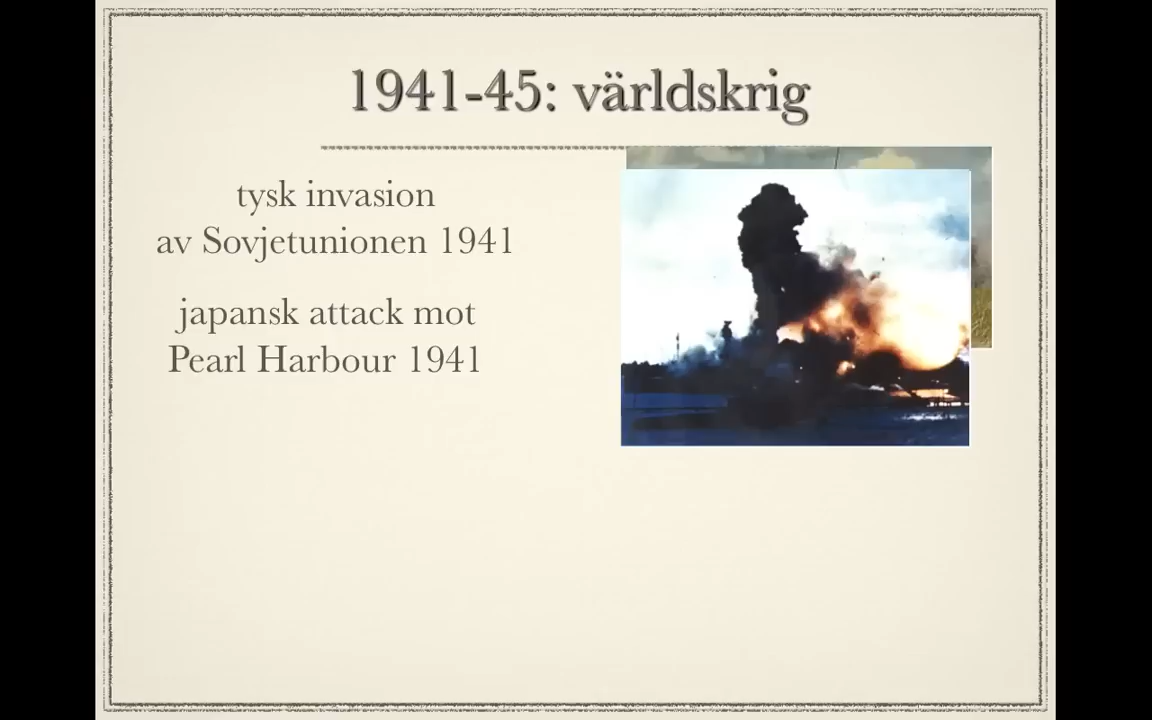 1941-45: världskrig
tysk invasion
av Sovjetunionen 1941
japansk attack mot
Pearl Harbour 1941